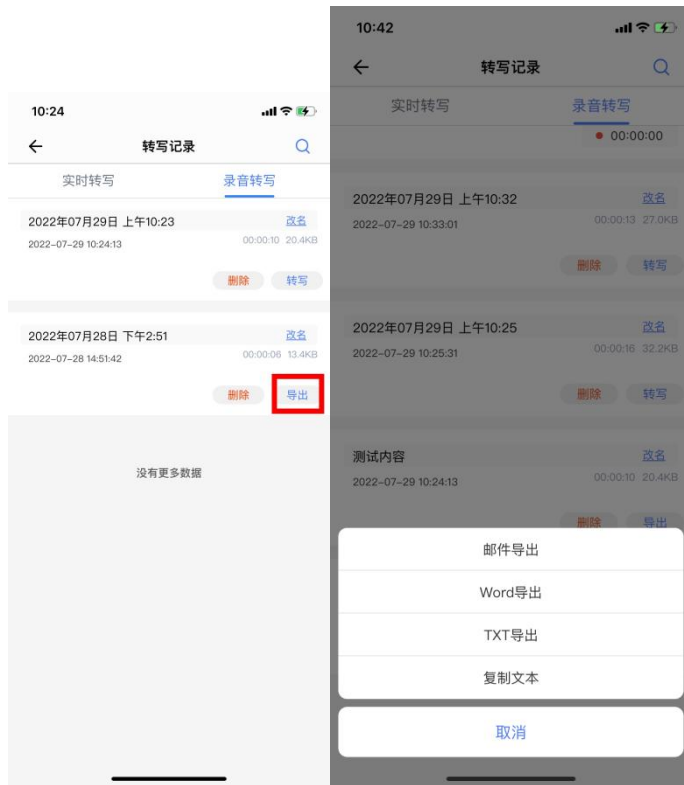 10:24
转写记录
实时转写 录音转写
2022年07月29日 上午10:23 改名
2022-07-29 10:24:13 00:00:10 20.4KB
删除 转写
2022年07月28日 下午2:51 改名
2022-07-28 14:51:42 00:00:06 13.4KB
删除 导出
没有更多数据
10:42
转写记录
实时转写 录音转写
00:00:00
2022年07月29日 上午10:32 改名
2022-07-29 10:33:01 00:00:13 27.0KB
删除 转写
2022年07月29日 上午10:25 改名
2022-07-29 10:25:31 00:00:16 32.2KB
删除 转写
测试内容 改名
2022-07-29 10:24:13 00:00:10 20.4KB
删除 导出
邮件导出
Word导出
TXT导出
复制文本
取消